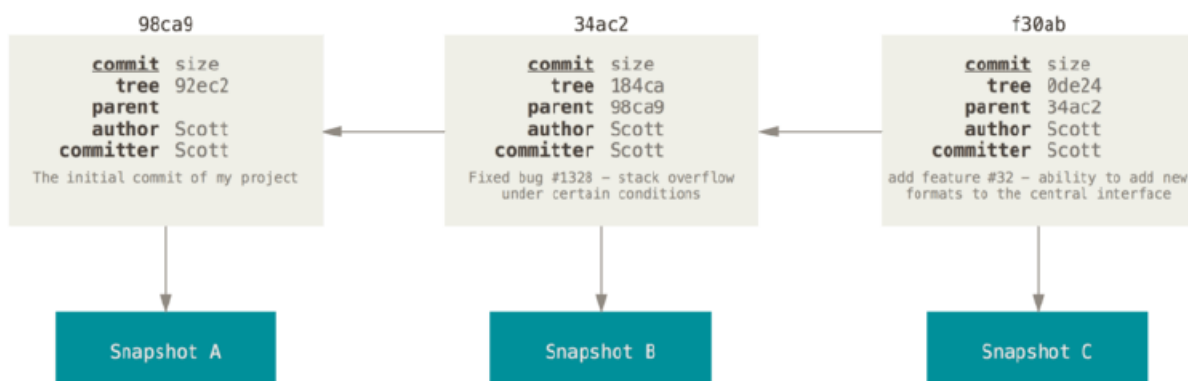 98ca9
commit size
tree 92ec2
parent
author Scott
committer Scott
The initial commit of my project
Snapshot A
34ac2
commit size
tree 184ca
parent 98ca9
author Scott
committer Scott
Fixed bug #1328 – stack overflow
under certain conditions
Snapshot B
f30ab
commit size
tree 0de24
parent 34ac2
author Scott
committer Scott
add feature #32 – ability to add new
formats to the central interface
Snapshot C